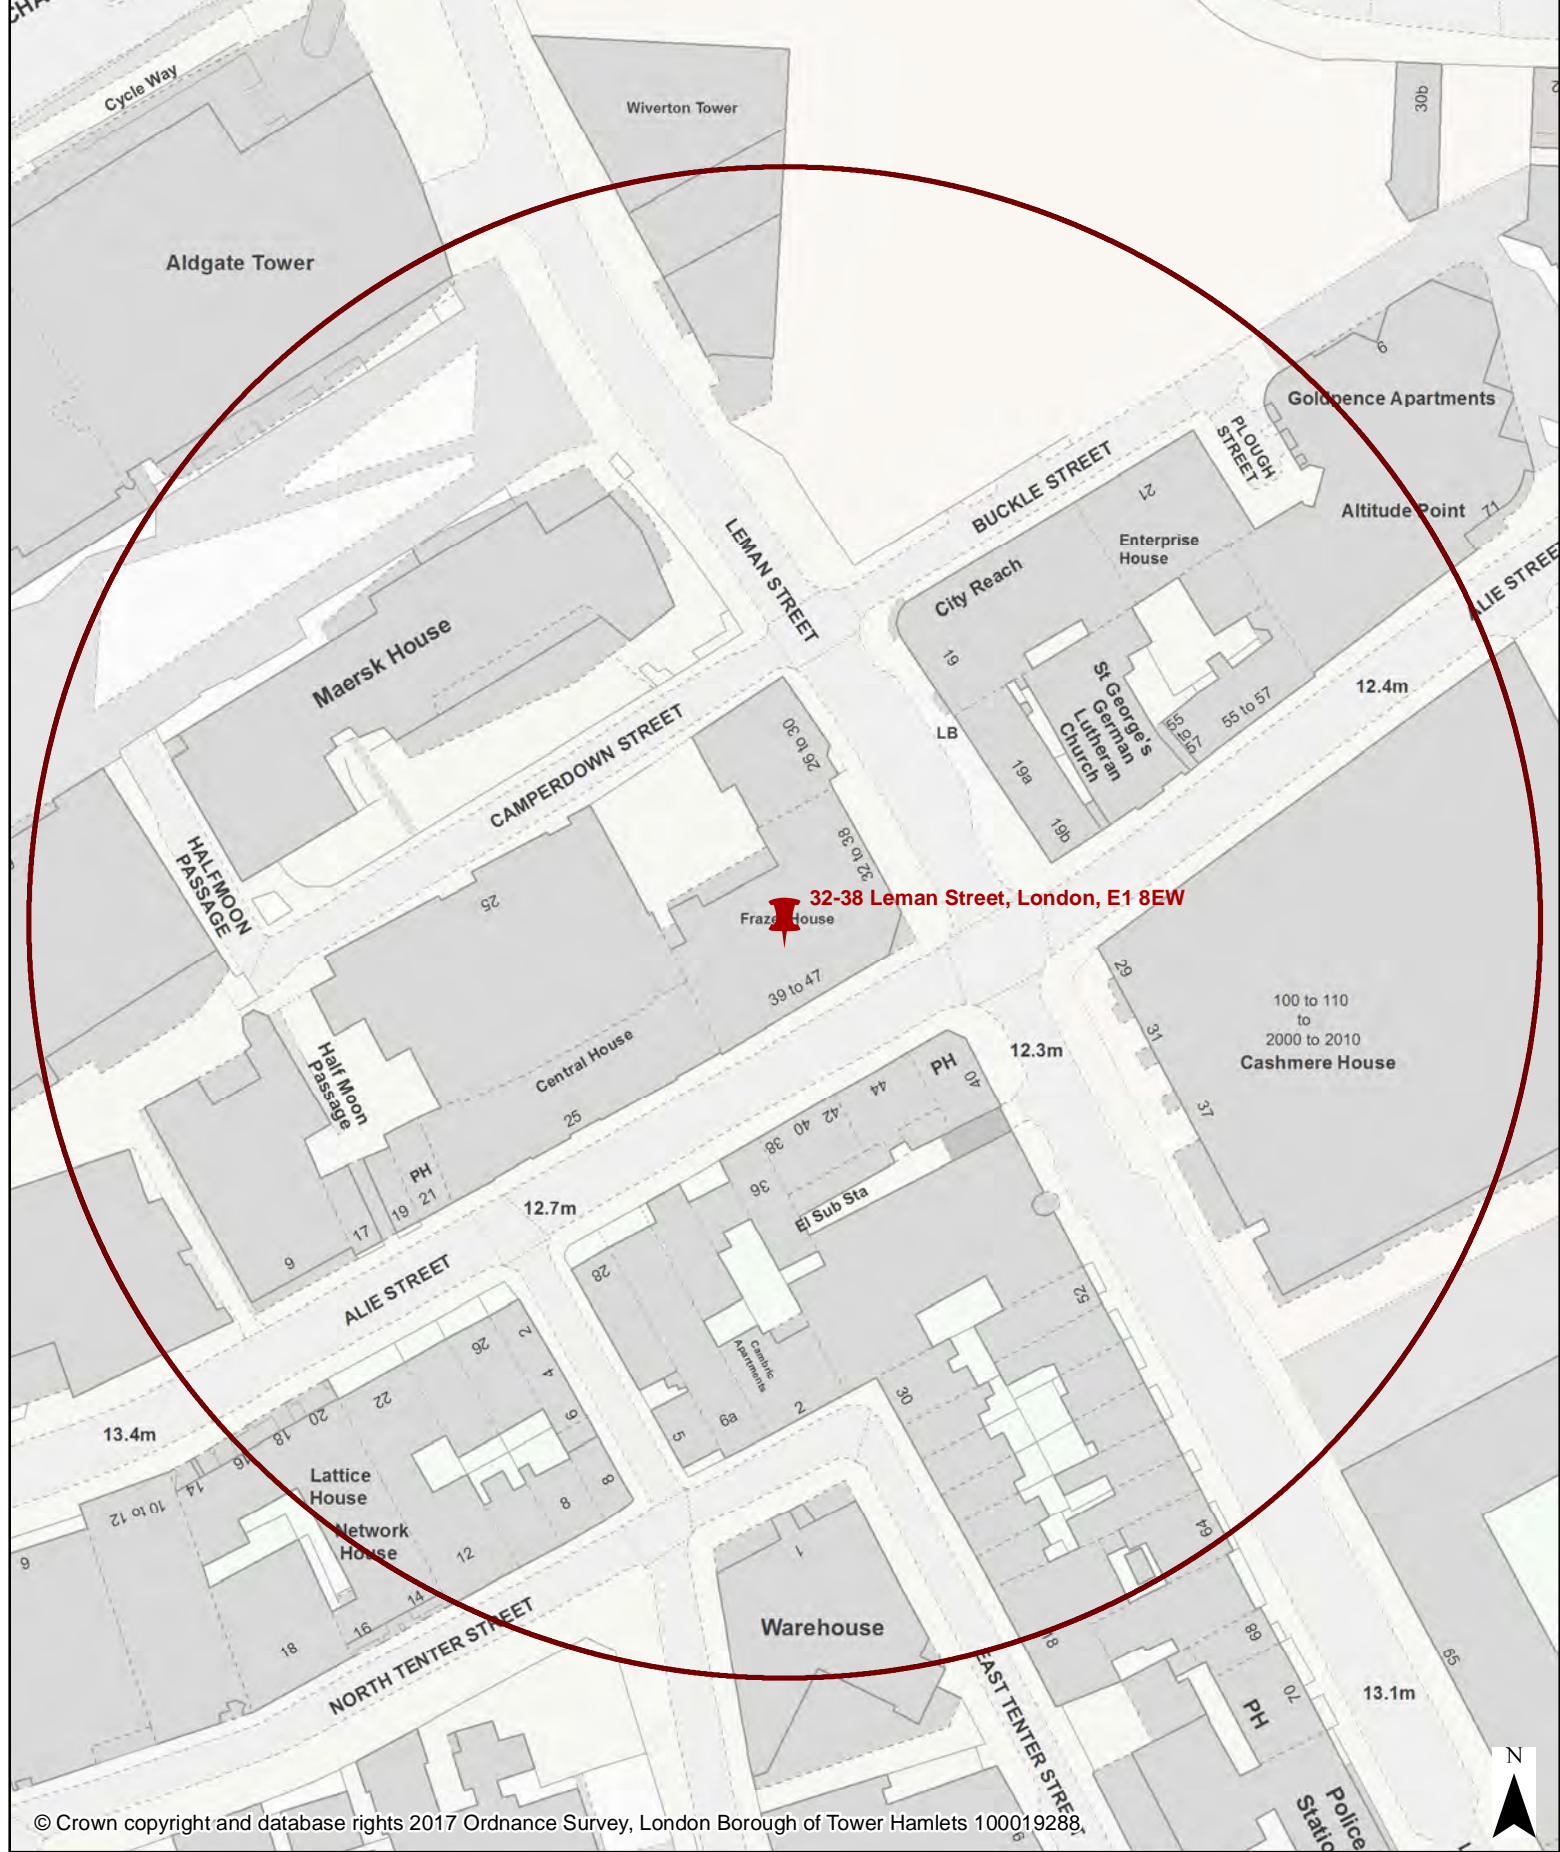 Cycle Way
Wiverton Tower
30b
Aldgate Tower
6
Goldpence Apartments
PLOUGH
STREET
BUCKLE STREET
21
Altitude Point
71
Enterprise
House
LEMAN STREET
City Reach
ALIE STREET
Maersk House
19
St George's
German
Lutheran
Church
12.4m
55 to 57
55
to
57
LB
26 to 30
CAMPERDOWN STREET
19a
19b
32 to 38
HALFMOON
PASSAGE
25
32-38 Leman Street, London, E1 8EW
Frazer House
39 to 47
29
31
37
100 to 110
to
2000 to 2010
Cashmere House
12.3m
Central House
Half Moon
Passage
25
PH
40
44
42
40
38
36
PH
21
19
17
9
12.7m
El Sub Sta
ALIE STREET
28
52
Cambric
Apartments
26
2
4
6
8
22
20
18
16
14
10 to 12
13.4m
30
2
6a
5
Lattice
House
Network
House
8
12
14
16
18
9
64
1
Warehouse
NORTH TENTER STREET
EAST TENTER STREET
18
68
70
PH
65
13.1m
N
Police
© Crown copyright and database rights 2017 Ordnance Survey, London Borough of Tower Hamlets 100019288